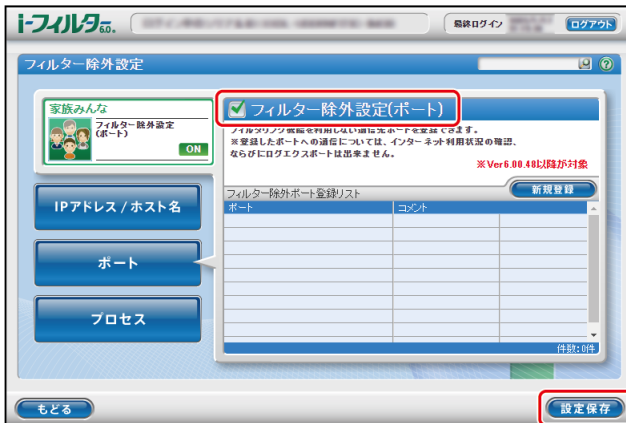 i-フィルター6.0.
最終ログイン
ログアウト
フィルター除外設定
家族みんな
フィルター除外設定
(ポート)
ON
フィルター除外設定(ポート)
フィルタリング機能を利用しない通信先ポートを登録できます。
※登録したポートへの通信については、インターネット利用状況の確認、
ならびにログエクスポートは出来ません。
※Ver6.00.48以降が対象
フィルター除外ポート登録リスト
新規登録
ポート
コメント
IPアドレス / ホスト名
ポート
プロセス
件数:0件
もどる
設定保存